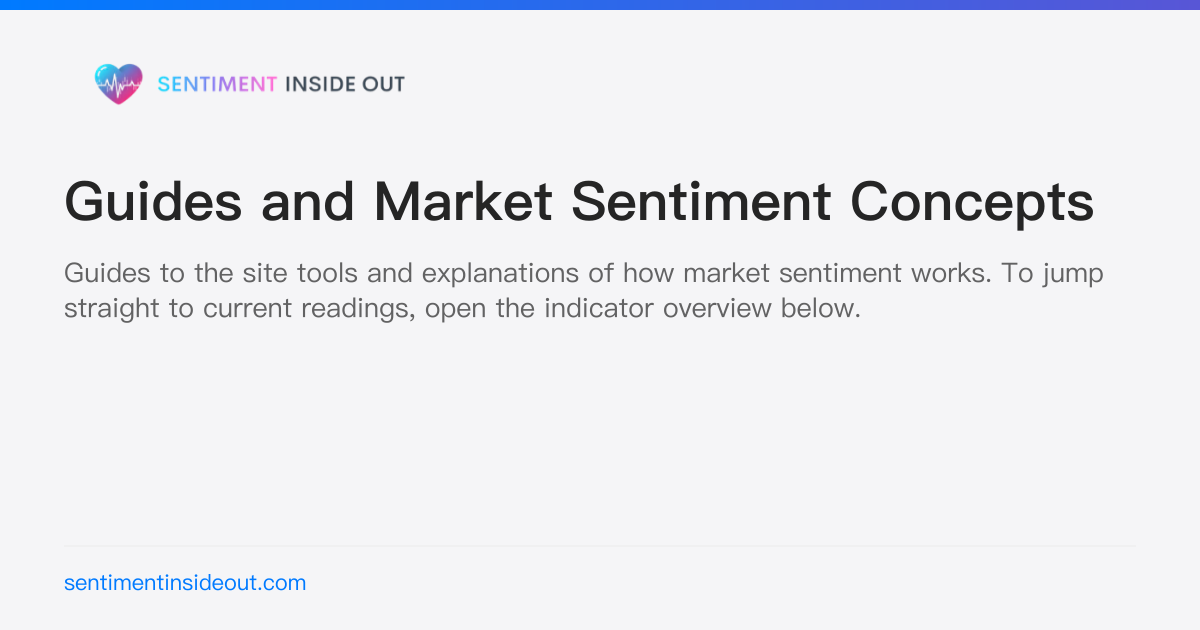 SENTIMENT INSIDE OUT
Guides and Market Sentiment Concepts
Guides to the site tools and explanations of how market sentiment works. To jump
straight to current readings, open the indicator overview below.
sentimentinsideout.com